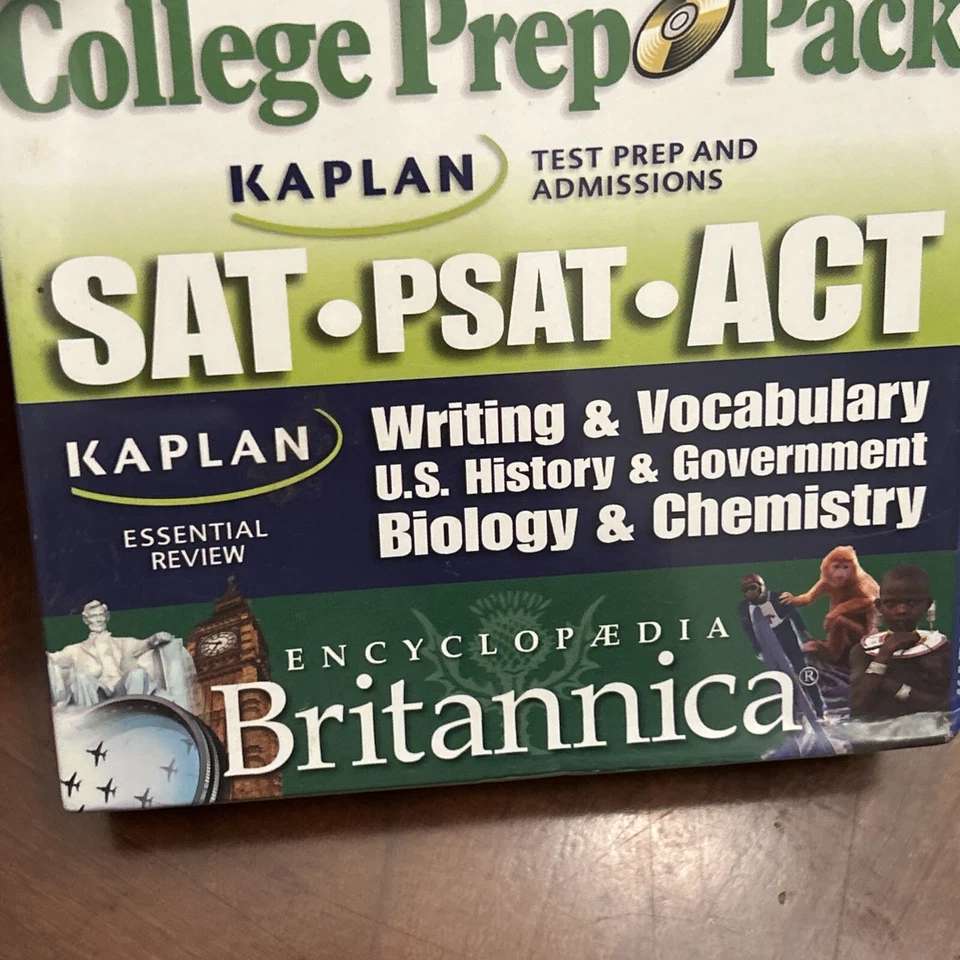 College Prep Pack
KAPLAN
TEST PREP AND
ADMISSIONS
SAT • PSAT • ACT
KAPLAN
ESSENTIAL
REVIEW
Writing & Vocabulary
U.S. History & Government
Biology & Chemistry
ENCYCLOPÆDIA
Britannica®